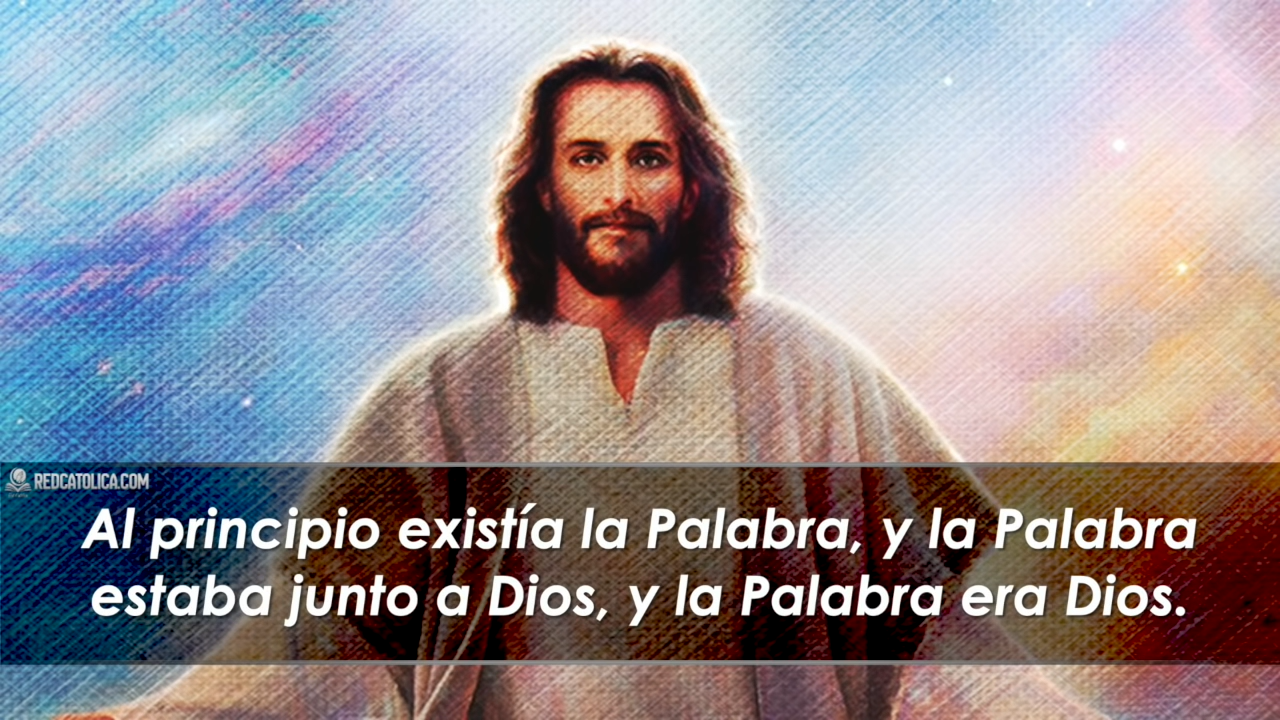 REDCATOLICA.COM
Al principio existía la Palabra, y la Palabra
estaba junto a Dios, y la Palabra era Dios.